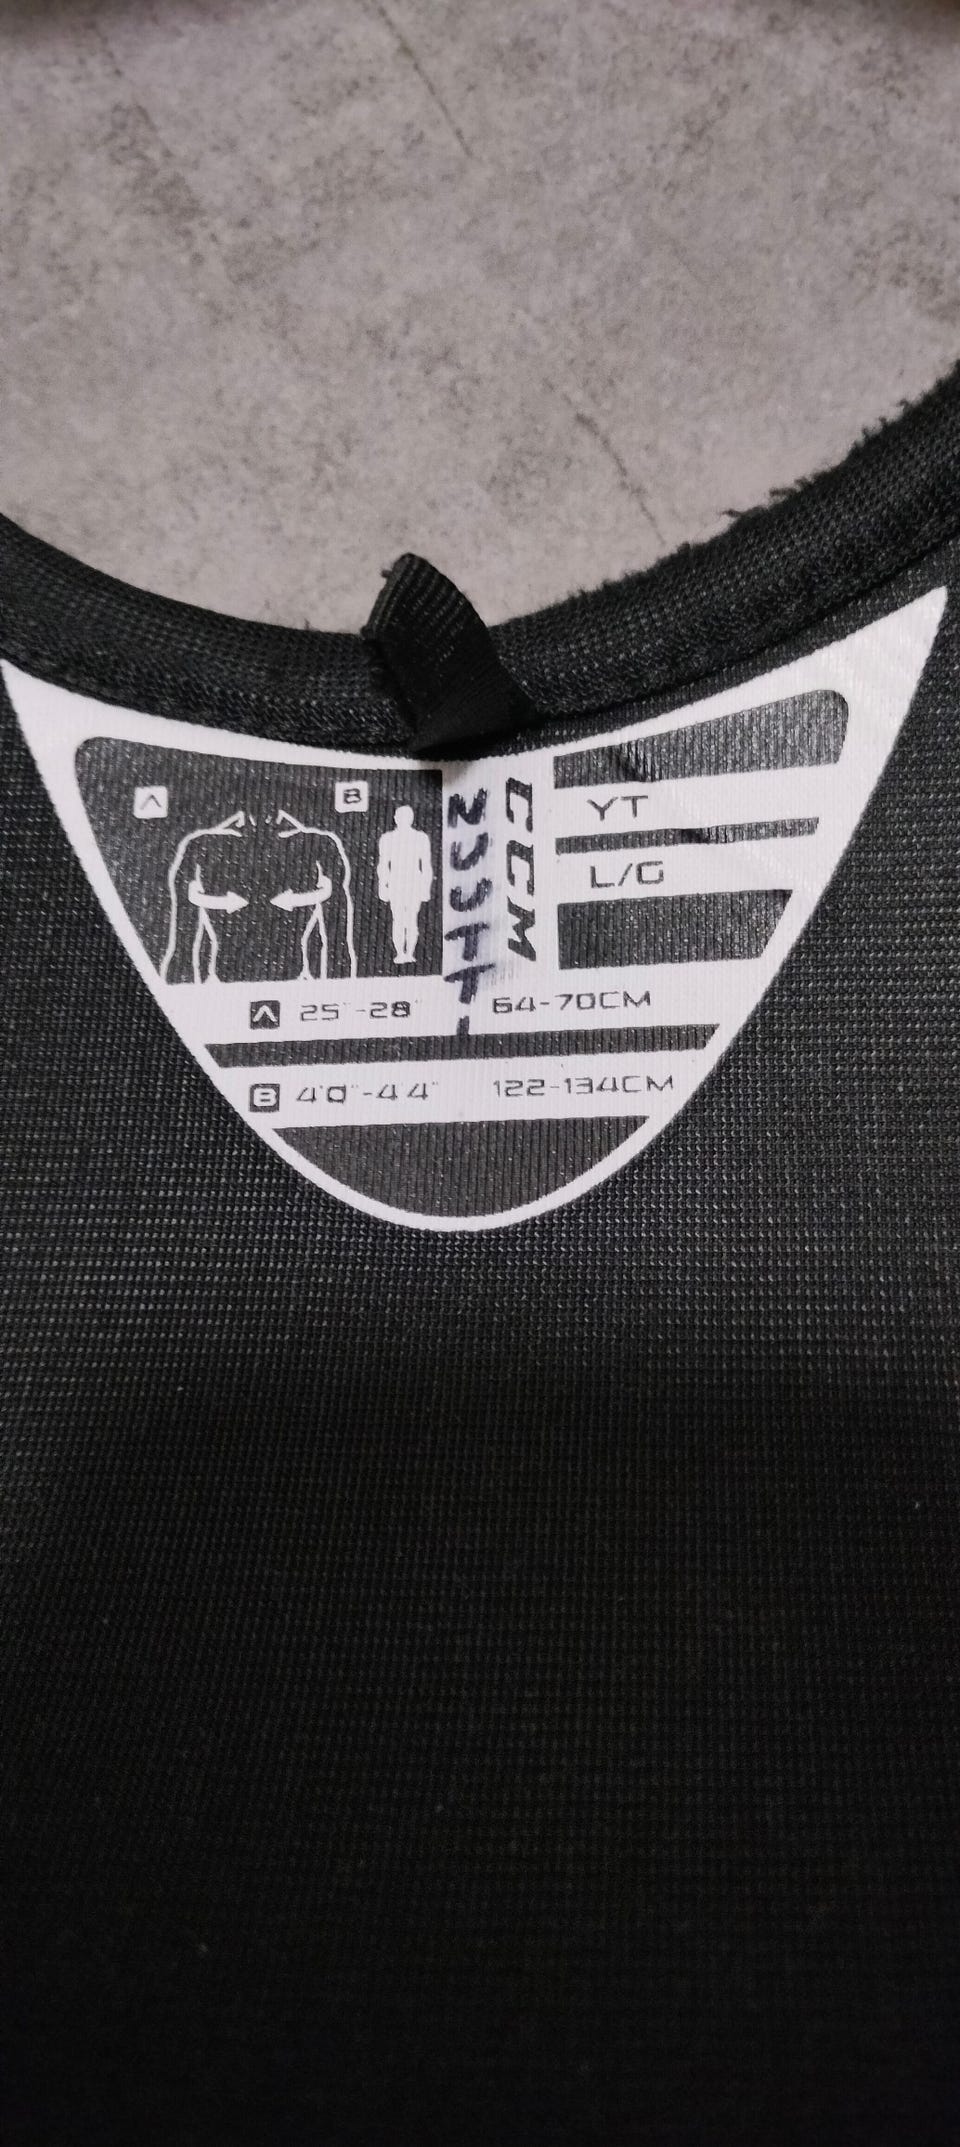 A
B
NUUTTI
CCM
YT
L/G
A 25"-28" 64-70CM
B 4'0"-4'4" 122-134CM